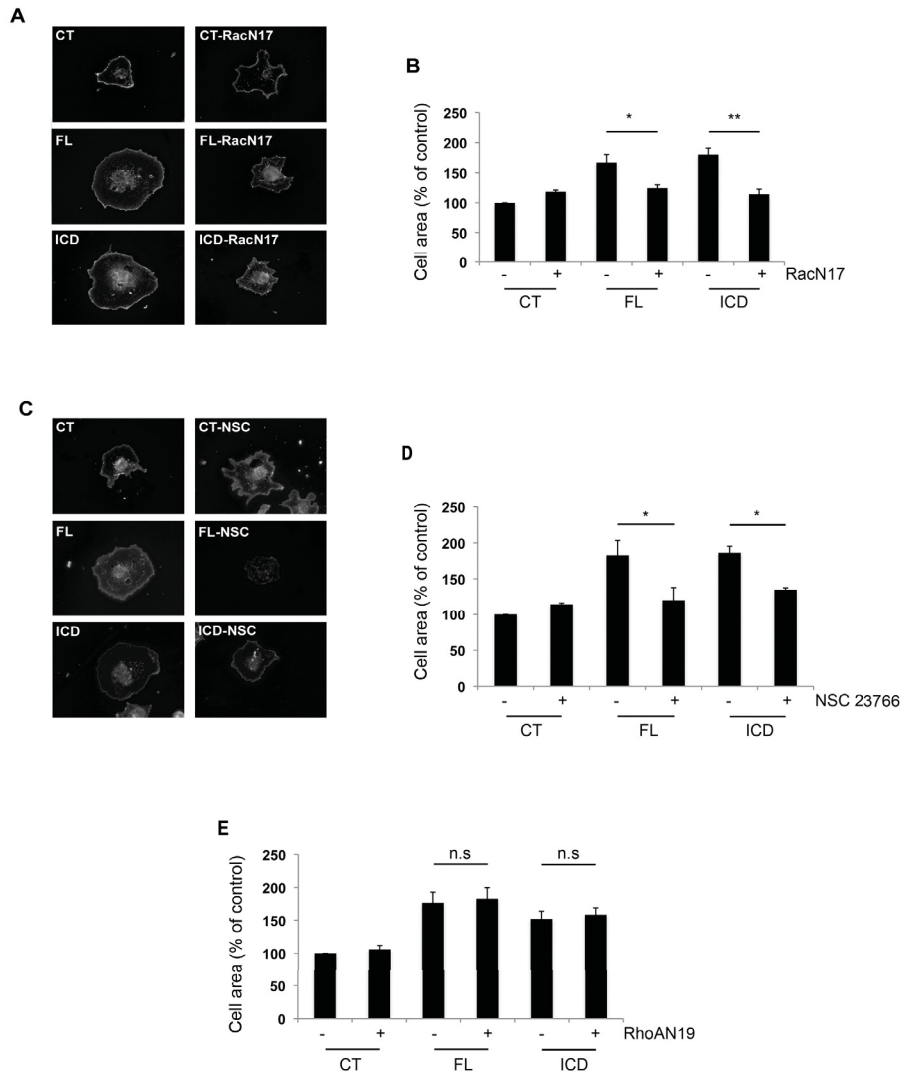 A
CT
CT-RacN17
FL
FL-RacN17
ICD
ICD-RacN17
B
Cell area (% of control)
250
200
150
100
50
0
*
**
- + - + - + RacN17
CT FL ICD
C
CT
CT-NSC
FL
FL-NSC
ICD
ICD-NSC
D
Cell area (% of control)
250
200
150
100
50
0
*
*
- + - + - + NSC 23766
CT FL ICD
E
Cell area (% of control)
250
200
150
100
50
0
n.s
n.s
- + - + - + RhoAN19
CT FL ICD